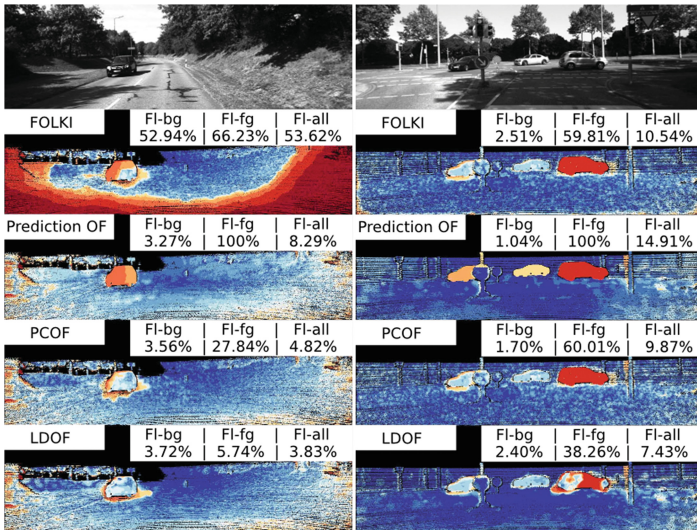 FOLKI
Fl-bg | Fl-fg | Fl-all
52.94% | 66.23% | 53.62%
FOLKI
Fl-bg | Fl-fg | Fl-all
2.51% | 59.81% | 10.54%
Prediction OF
Fl-bg | Fl-fg | Fl-all
3.27% | 100% | 8.29%
Prediction OF
Fl-bg | Fl-fg | Fl-all
1.04% | 100% | 14.91%
PCOF
Fl-bg | Fl-fg | Fl-all
3.56% | 27.84% | 4.82%
PCOF
Fl-bg | Fl-fg | Fl-all
1.70% | 60.01% | 9.87%
LDOF
Fl-bg | Fl-fg | Fl-all
3.72% | 5.74% | 3.83%
LDOF
Fl-bg | Fl-fg | Fl-all
2.40% | 38.26% | 7.43%